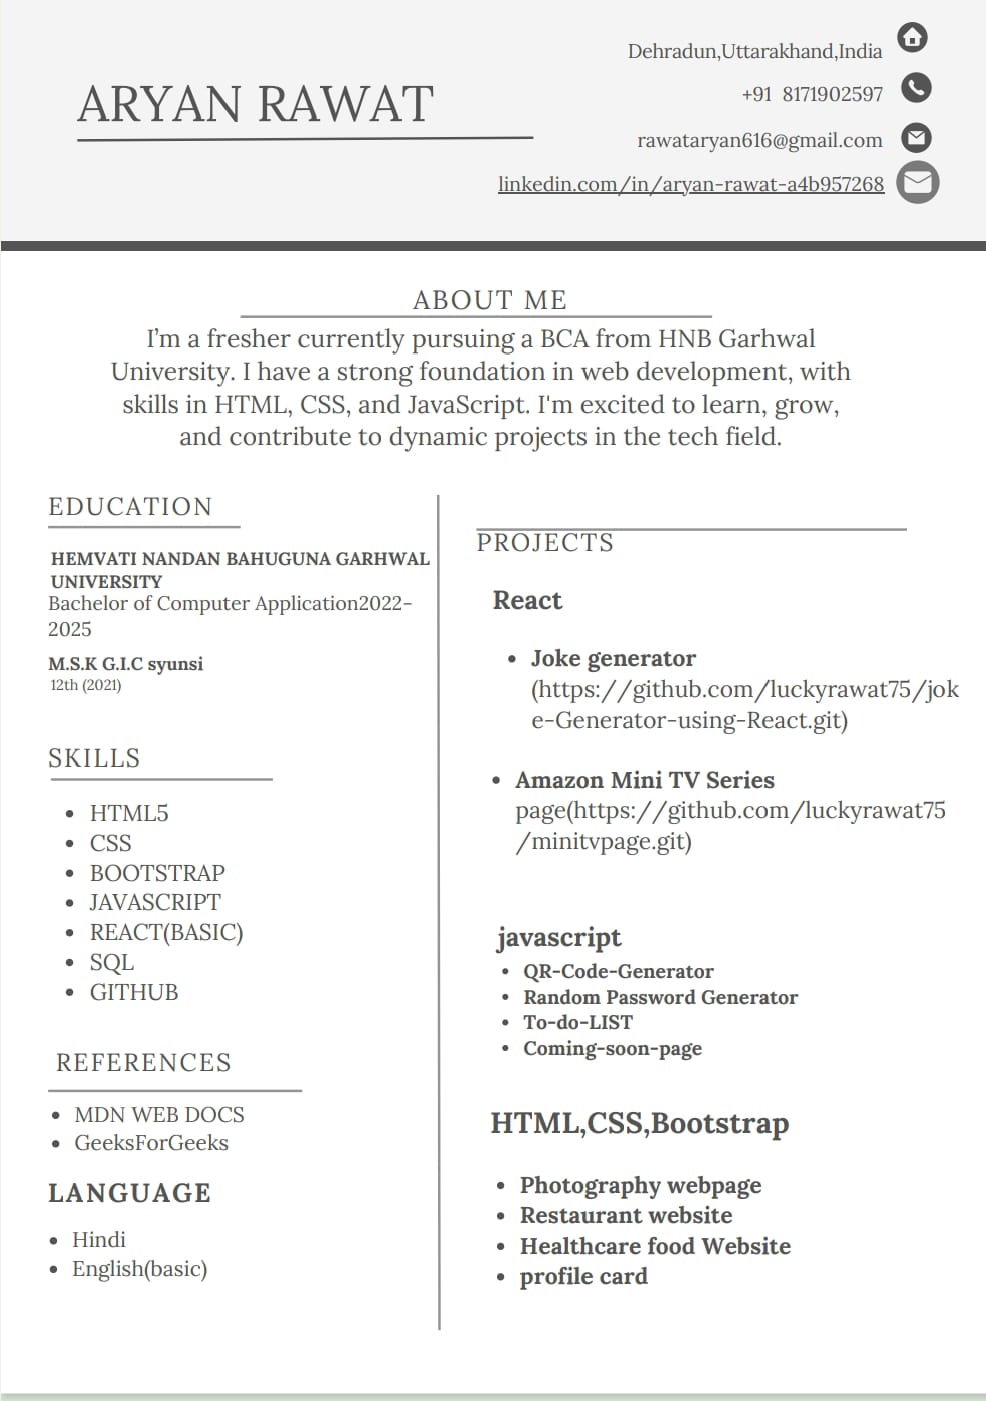 ARYAN RAWAT
Dehradun,Uttarakhand,India
+91 8171902597
rawataryan616@gmail.com
linkedin.com/in/aryan-rawat-a4b957268
ABOUT ME
I'm a fresher currently pursuing a BCA from HNB Garhwal
University. I have a strong foundation in web development, with
skills in HTML, CSS, and JavaScript. I'm excited to learn, grow,
and contribute to dynamic projects in the tech field.
EDUCATION
HEMVATI NANDAN BAHUGUNA GARHWAL
UNIVERSITY
Bachelor of Computer Application2022-
2025
M.S.K G.I.C syunsi
12th (2021)
SKILLS
• HTML5
• CSS
• BOOTSTRAP
• JAVASCRIPT
• REACT(BASIC)
• SQL
• GITHUB
REFERENCES
• MDN WEB DOCS
• GeeksForGeeks
LANGUAGE
• Hindi
• English(basic)
PROJECTS
React
• Joke generator
(https://github.com/luckyrawat75/jok
e-Generator-using-React.git)
• Amazon Mini TV Series
page(https://github.com/luckyrawat75
/minitvpage.git)
javascript
• QR-Code-Generator
• Random Password Generator
• To-do-LIST
• Coming-soon-page
HTML,CSS,Bootstrap
• Photography webpage
• Restaurant website
• Healthcare food Website
• profile card